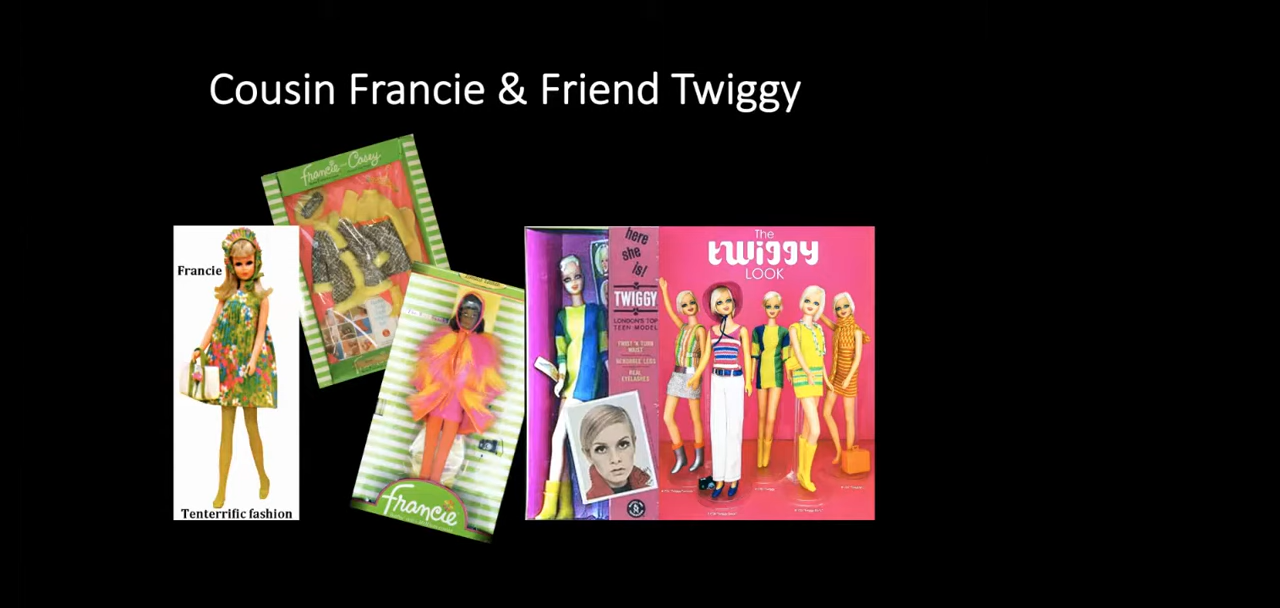 Cousin Francie & Friend Twiggy
Francie and Casey
Francie
Tenterrific fashion
Francie
here
she
is!
TWIGGY
LONDON'S TOP
TEEN MODEL
TWIST 'N TURN
WAIST
BENDABLE LEGS
REAL
EYELASHES
The
twiggy
LOOK